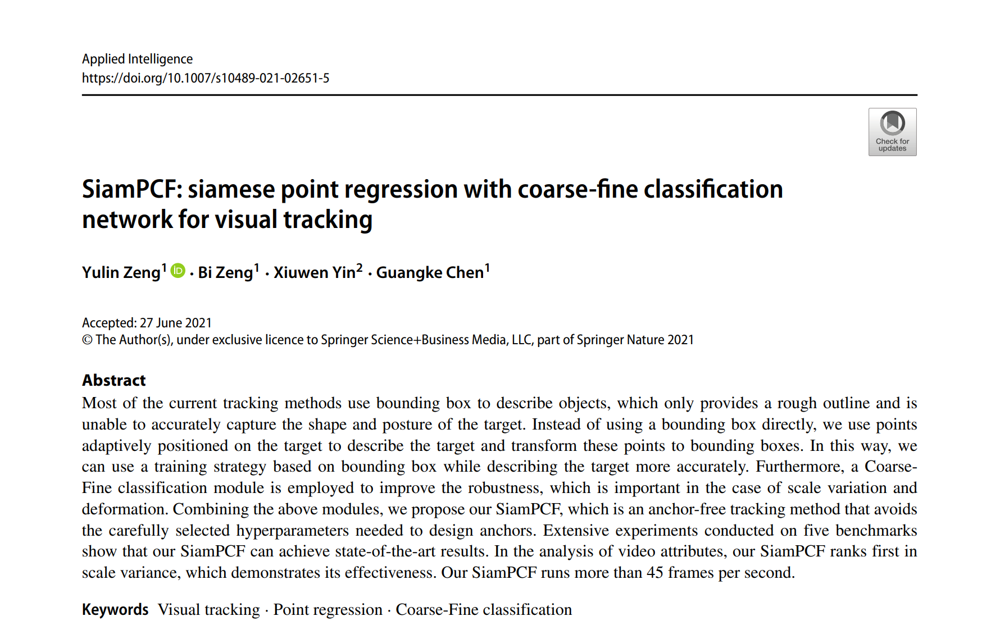 Applied Intelligence
https://doi.org/10.1007/s10489-021-02651-5
Check for
updates
SiamPCF: siamese point regression with coarse-fine classification
network for visual tracking
Yulin Zeng1 iD · Bi Zeng1 · Xiuwen Yin2 · Guangke Chen1
Accepted: 27 June 2021
© The Author(s), under exclusive licence to Springer Science+Business Media, LLC, part of Springer Nature 2021
Abstract
Most of the current tracking methods use bounding box to describe objects, which only provides a rough outline and is
unable to accurately capture the shape and posture of the target. Instead of using a bounding box directly, we use points
adaptively positioned on the target to describe the target and transform these points to bounding boxes. In this way, we
can use a training strategy based on bounding box while describing the target more accurately. Furthermore, a Coarse-
Fine classification module is employed to improve the robustness, which is important in the case of scale variation and
deformation. Combining the above modules, we propose our SiamPCF, which is an anchor-free tracking method that avoids
the carefully selected hyperparameters needed to design anchors. Extensive experiments conducted on five benchmarks
show that our SiamPCF can achieve state-of-the-art results. In the analysis of video attributes, our SiamPCF ranks first in
scale variance, which demonstrates its effectiveness. Our SiamPCF runs more than 45 frames per second.
Keywords Visual tracking · Point regression · Coarse-Fine classification